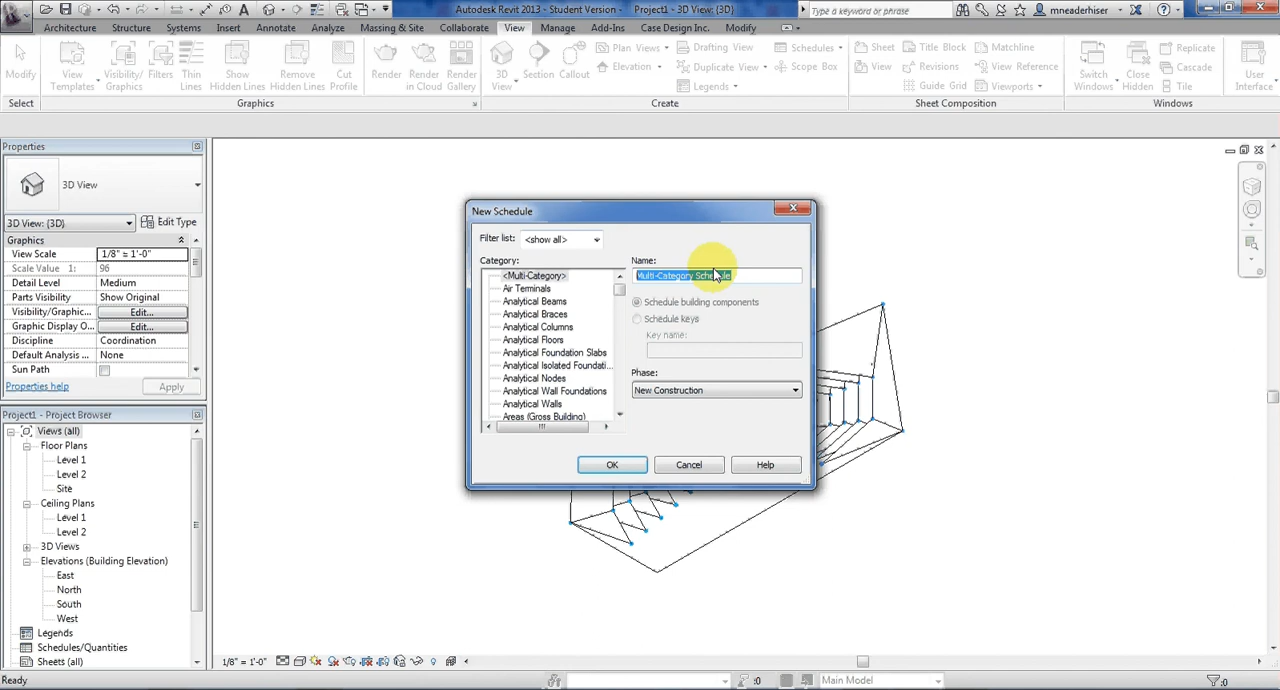 Autodesk Revit 2013 - Student Version - Project1 - 3D View: {3D}
Type a keyword or phrase
mneaderhiser
Architecture Structure Systems Insert Annotate Analyze Massing & Site Collaborate View Manage Add-Ins Case Design Inc. Modify
Modify
View Templates
Visibility/ Graphics
Filters
Thin Lines
Show Hidden Lines
Remove Hidden Lines
Cut Profile
Render
Render in Cloud
Render Gallery
3D View
Section
Callout
Plan Views
Elevation
Drafting View
Duplicate View
Legends
Schedules
Scope Box
Sheet
View
Title Block
Revisions
Guide Grid
Matchline
View Reference
Viewports
Switch Windows
Close Hidden
Replicate
Cascade
Tile
User Interface
Select Graphics Create Sheet Composition Windows
Properties
3D View
3D View: {3D} Edit Type
Graphics
View Scale 1/8" = 1'-0"
Scale Value 1: 96
Detail Level Medium
Parts Visibility Show Original
Visibility/Graphic... Edit...
Graphic Display O... Edit...
Discipline Coordination
Default Analysis ... None
Sun Path
Properties help Apply
Project1 - Project Browser
Views (all)
Floor Plans
Level 1
Level 2
Site
Ceiling Plans
Level 1
Level 2
3D Views
Elevations (Building Elevation)
East
North
South
West
Legends
Schedules/Quantities
Sheets (all)
New Schedule
Filter list: <show all>
Category:
<Multi-Category>
Air Terminals
Analytical Beams
Analytical Braces
Analytical Columns
Analytical Floors
Analytical Foundation Slabs
Analytical Isolated Foundati...
Analytical Nodes
Analytical Wall Foundations
Analytical Walls
Areas (Gross Building)
Name:
Multi-Category Schedule
Schedule building components
Schedule keys
Key name:
Phase:
New Construction
OK Cancel Help
1/8" = 1'-0"
Ready
:0
Main Model
:0